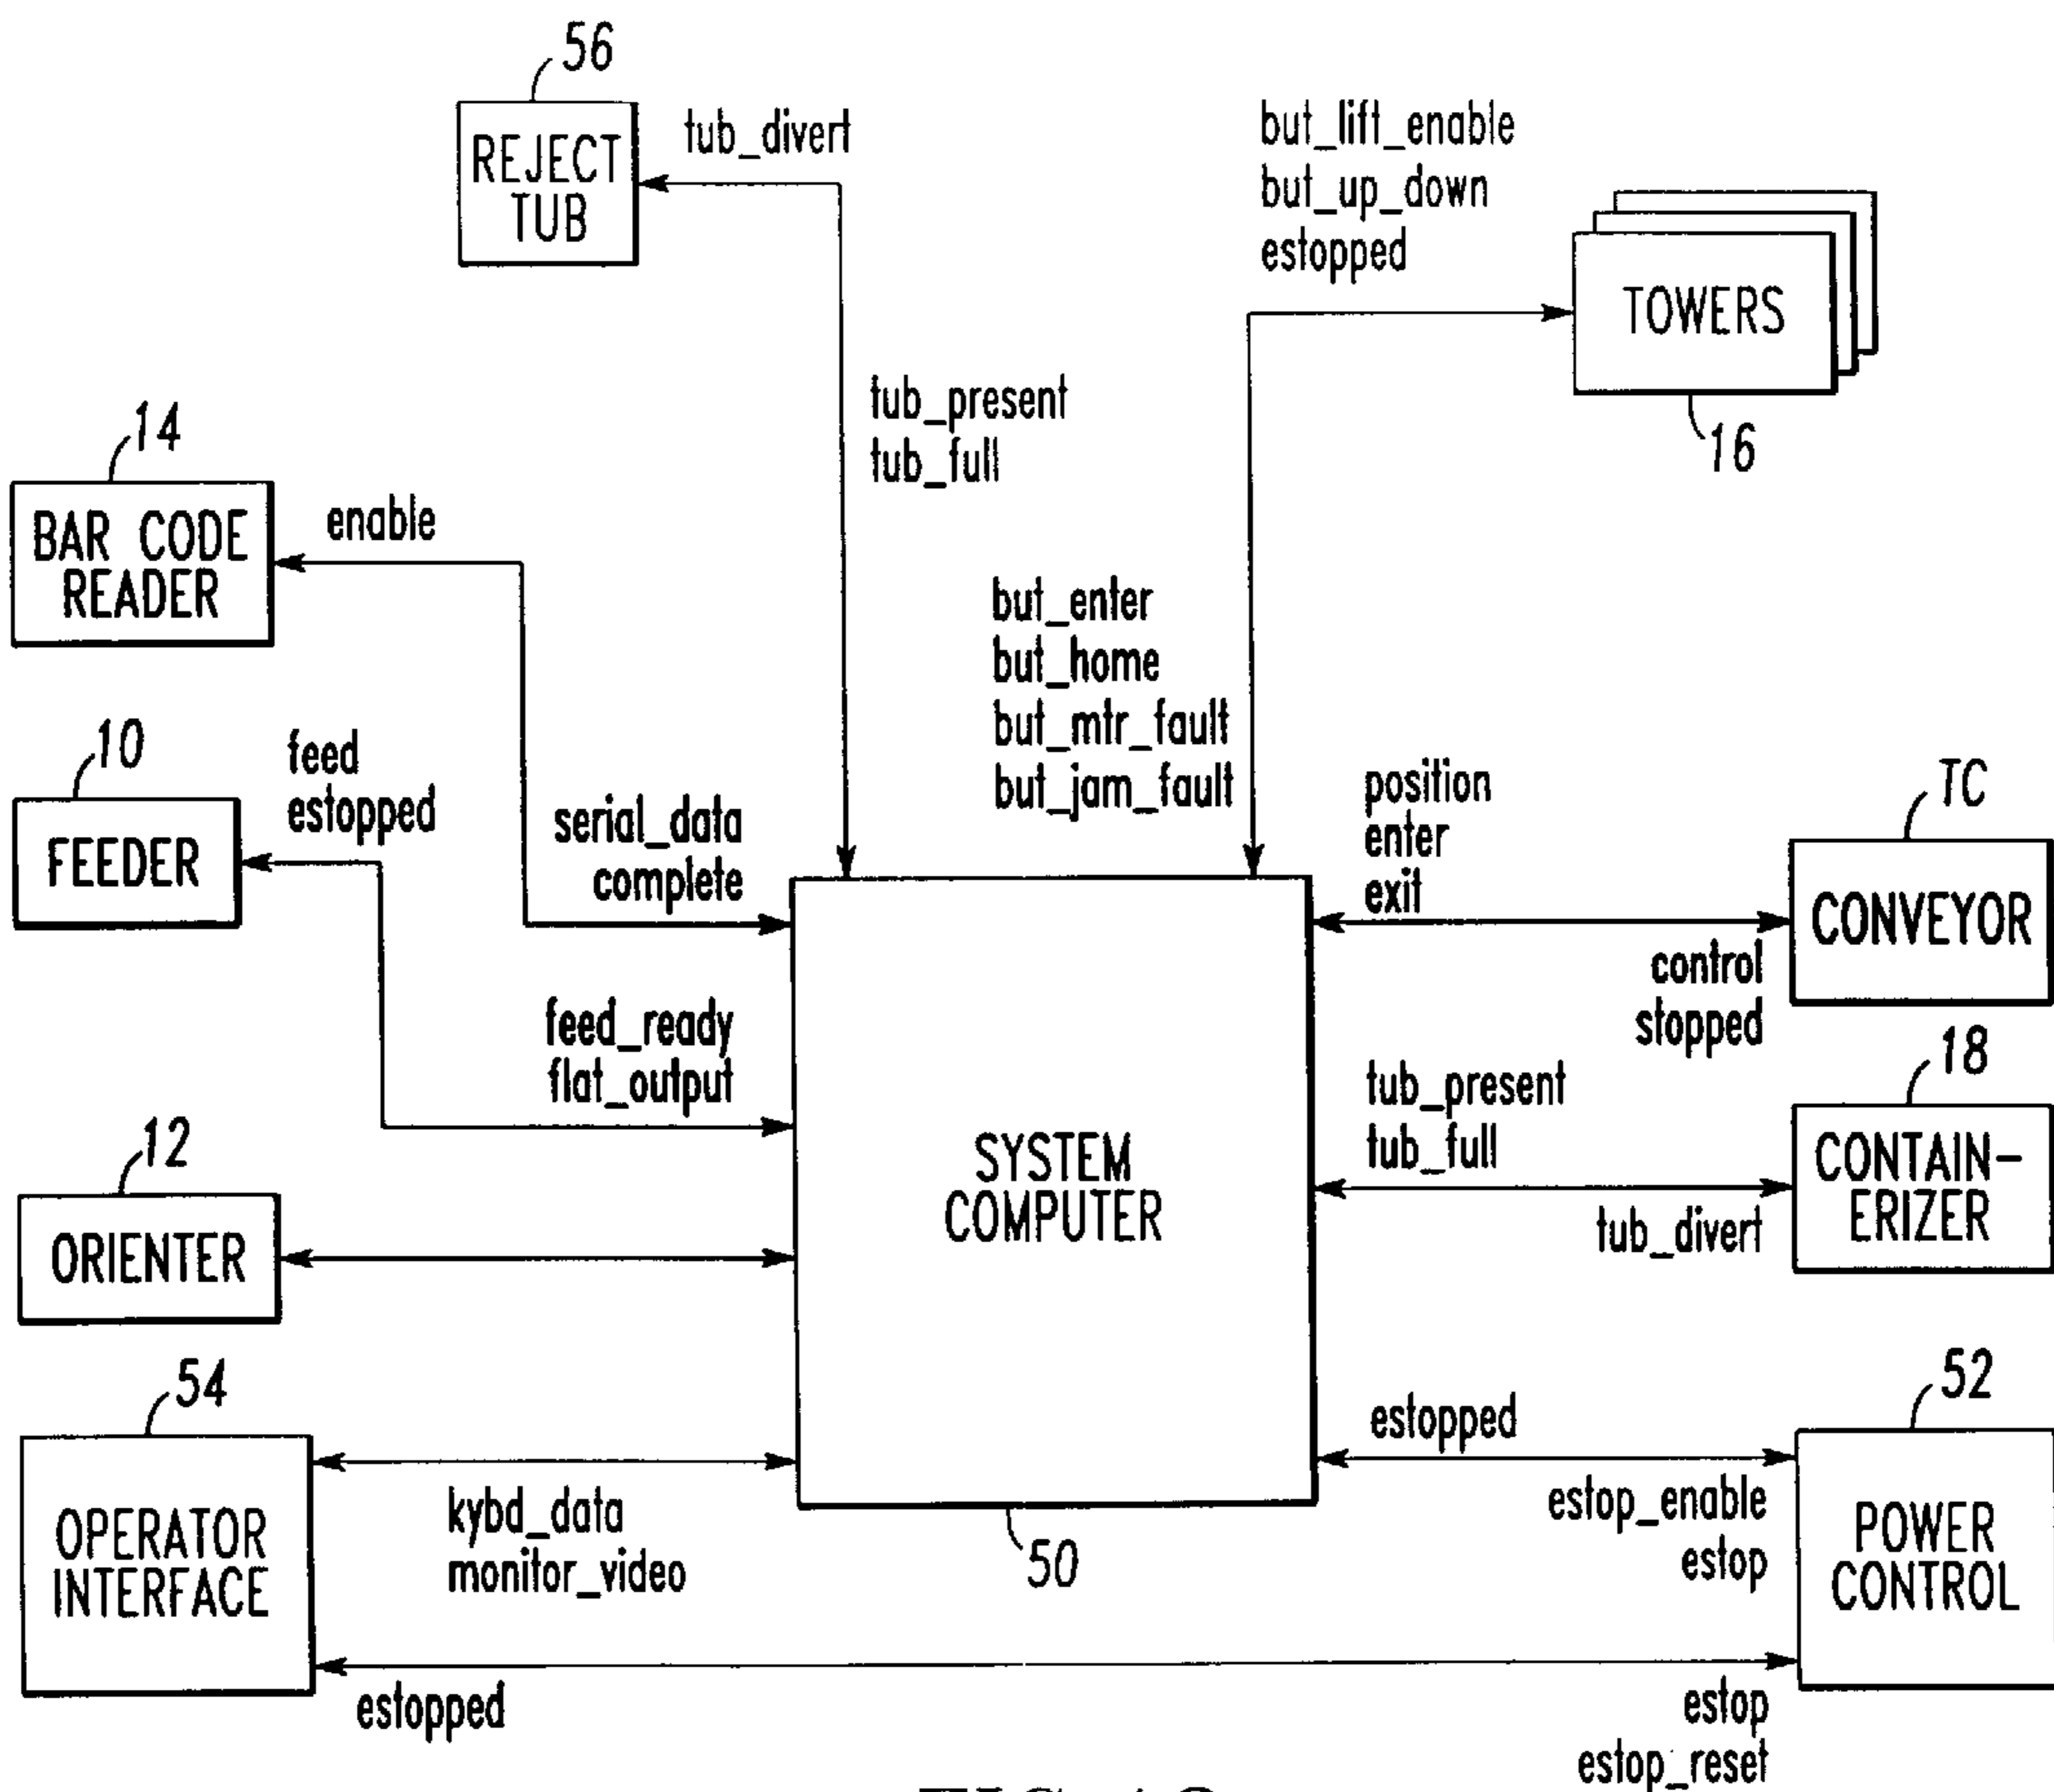 56
REJECT
TUB
tub_divert
but_lift_enable
but_up_down
estopped
TOWERS
16
tub_present
tub_full
14
BAR CODE
READER
enable
but_enter
but_home
but_mtr_fault
but_jam_fault
10
FEEDER
feed
estopped
serial_data
complete
position
enter
exit
TC
CONVEYOR
control
stopped
feed_ready
flat_output
12
ORIENTER
SYSTEM
COMPUTER
50
tub_present
tub_full
18
CONTAIN-
ERIZER
tub_divert
54
OPERATOR
INTERFACE
kybd_data
monitor_video
estopped
52
POWER
CONTROL
estop_enable
estop
estopped
estop
estop_reset